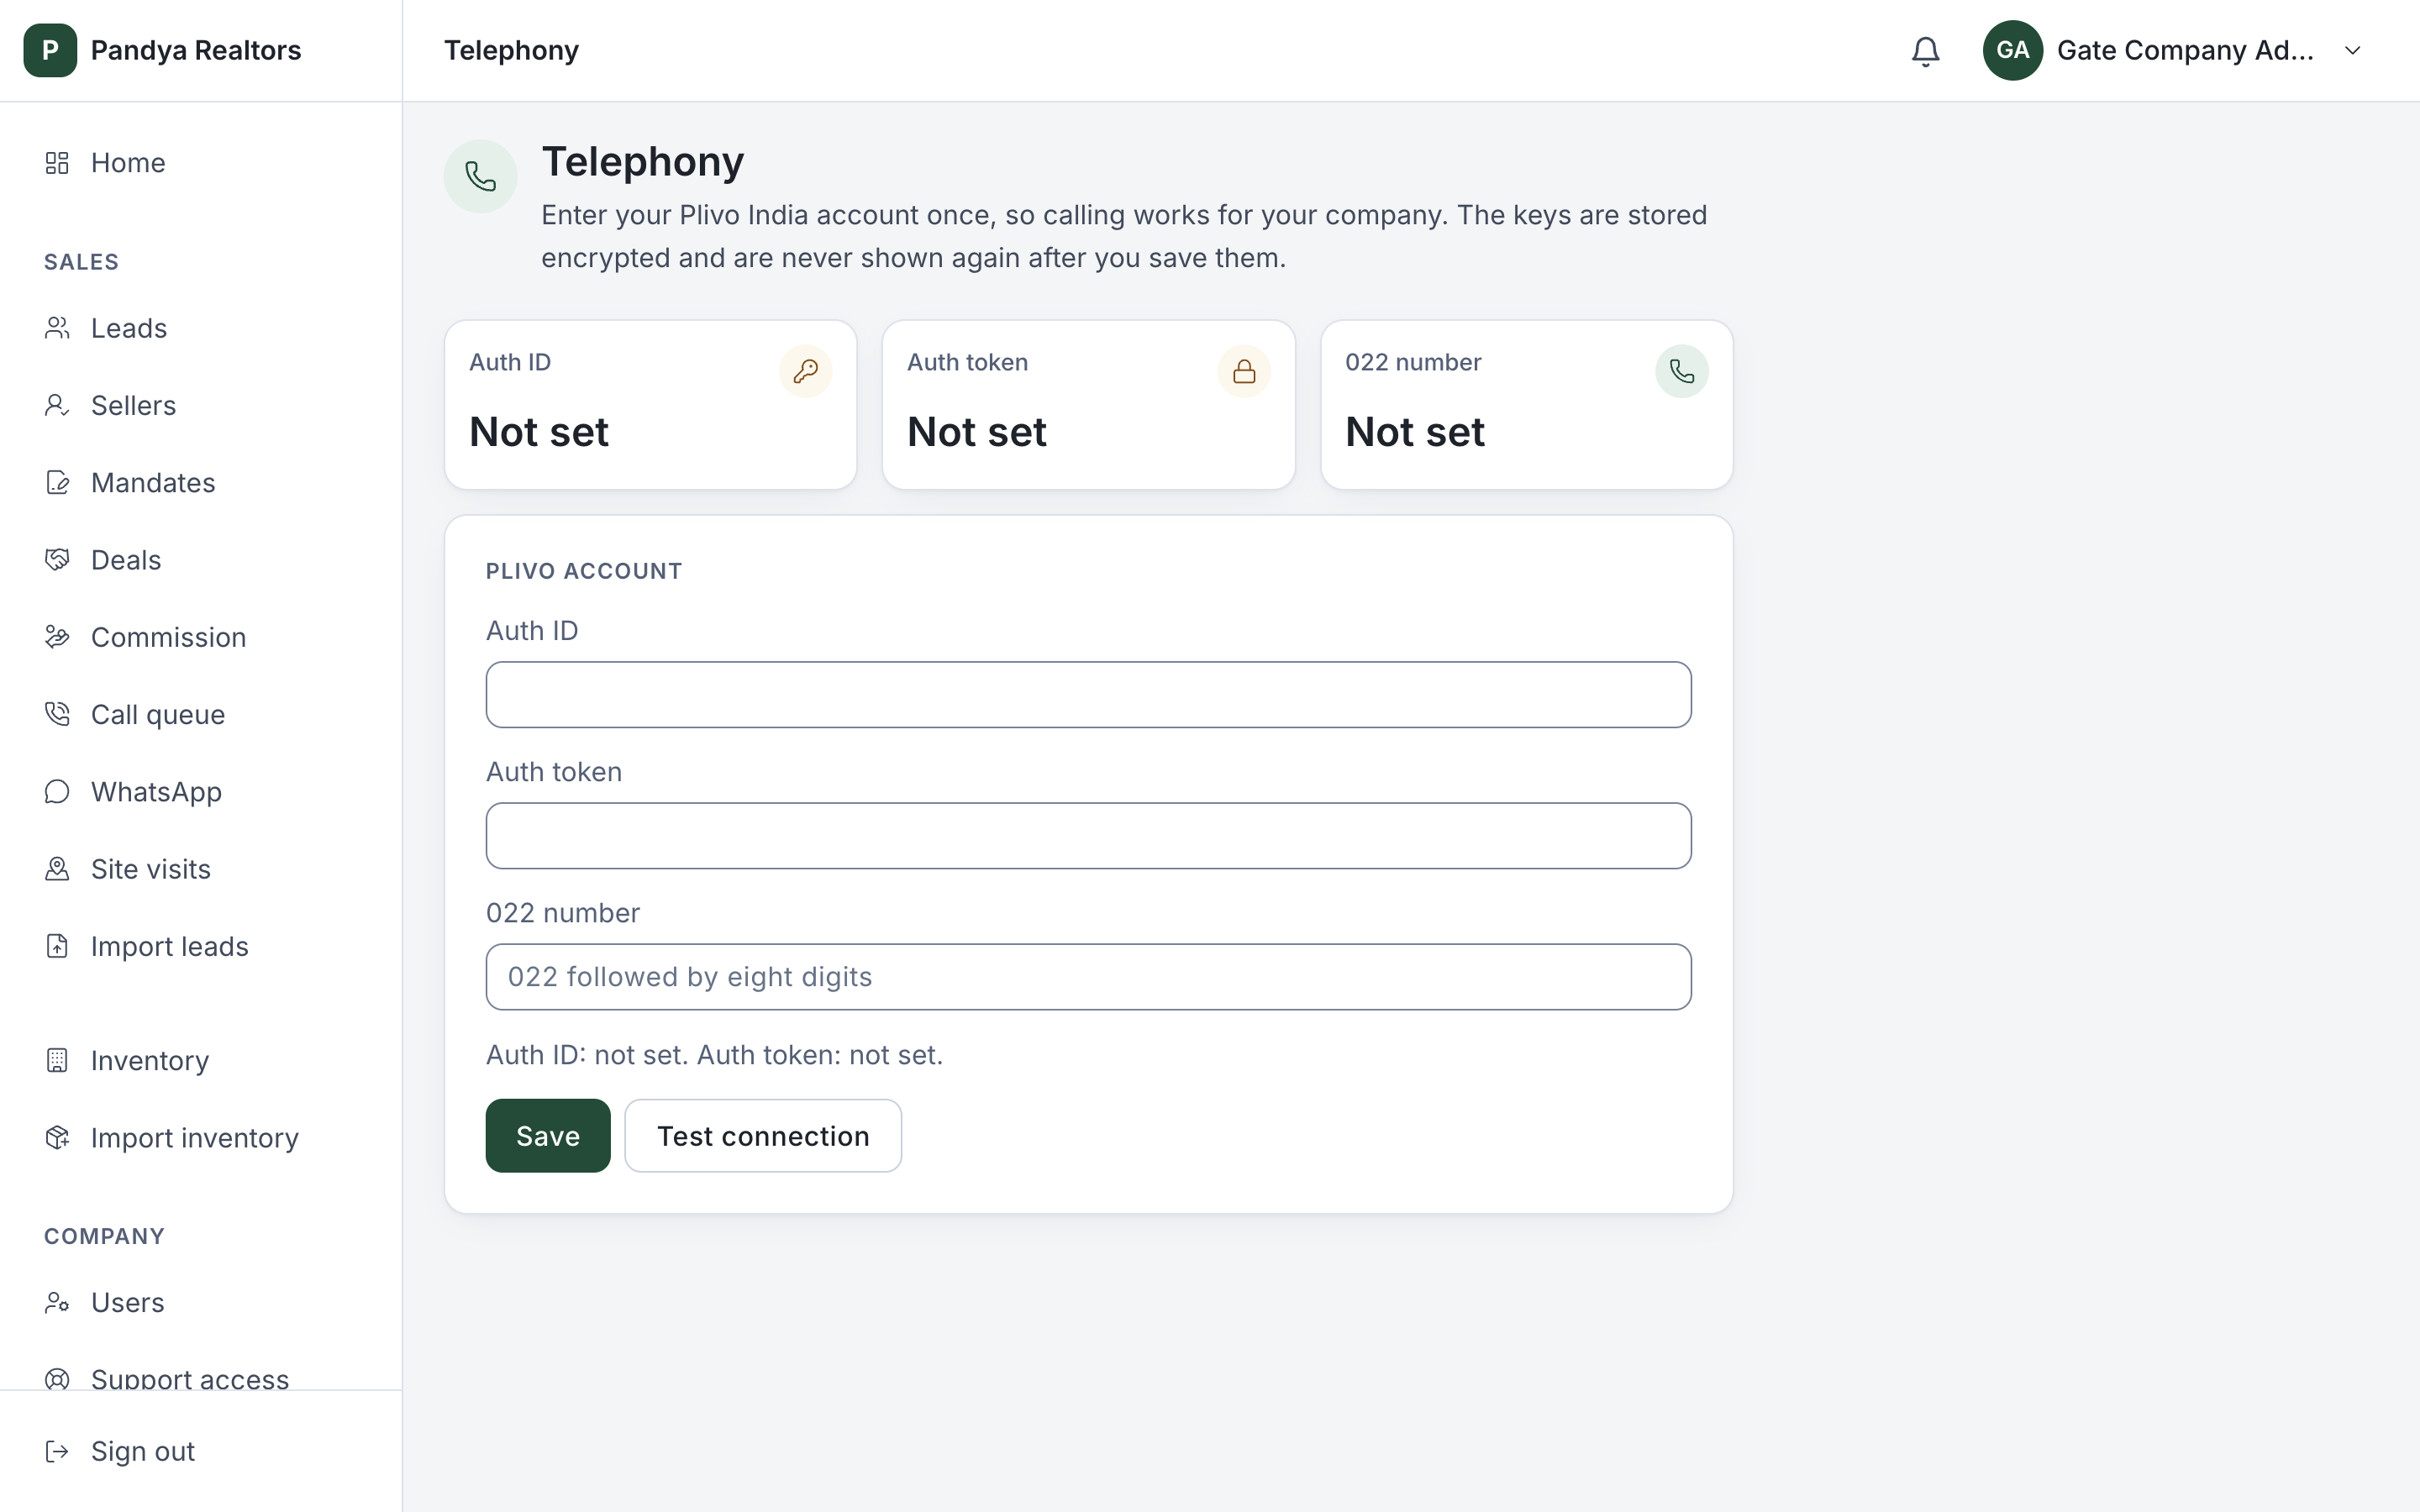 P Pandya Realtors
Telephony
GA Gate Company Ad...
Home
SALES
Leads
Sellers
Mandates
Deals
Commission
Call queue
WhatsApp
Site visits
Import leads
Inventory
Import inventory
COMPANY
Users
Support access
Sign out
Telephony
Enter your Plivo India account once, so calling works for your company. The keys are stored
encrypted and are never shown again after you save them.
Auth ID
Not set
Auth token
Not set
022 number
Not set
PLIVO ACCOUNT
Auth ID
Auth token
022 number
022 followed by eight digits
Auth ID: not set. Auth token: not set.
Save
Test connection